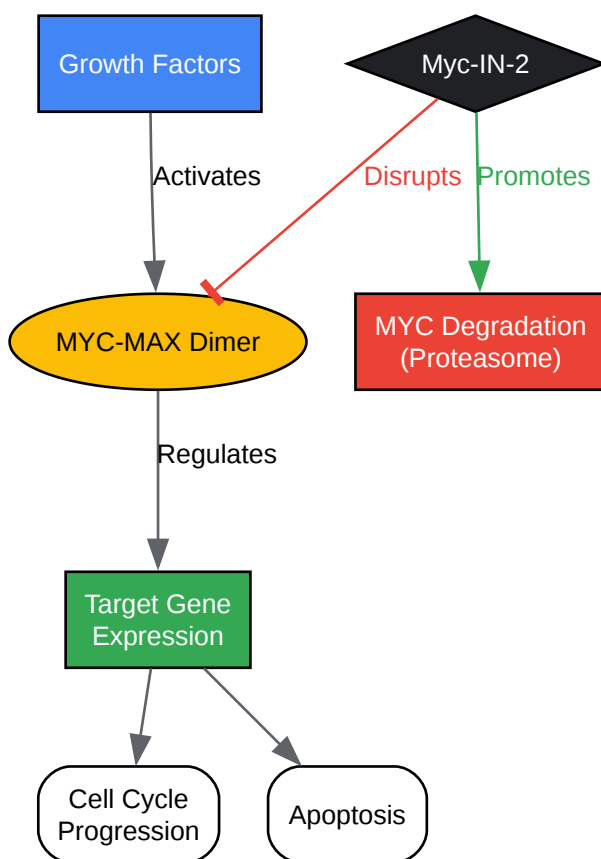 Growth Factors
Myc-IN-2
Activates
Disrupts
Promotes
MYC-MAX Dimer
MYC Degradation
(Proteasome)
Regulates
Target Gene
Expression
Cell Cycle
Progression
Apoptosis